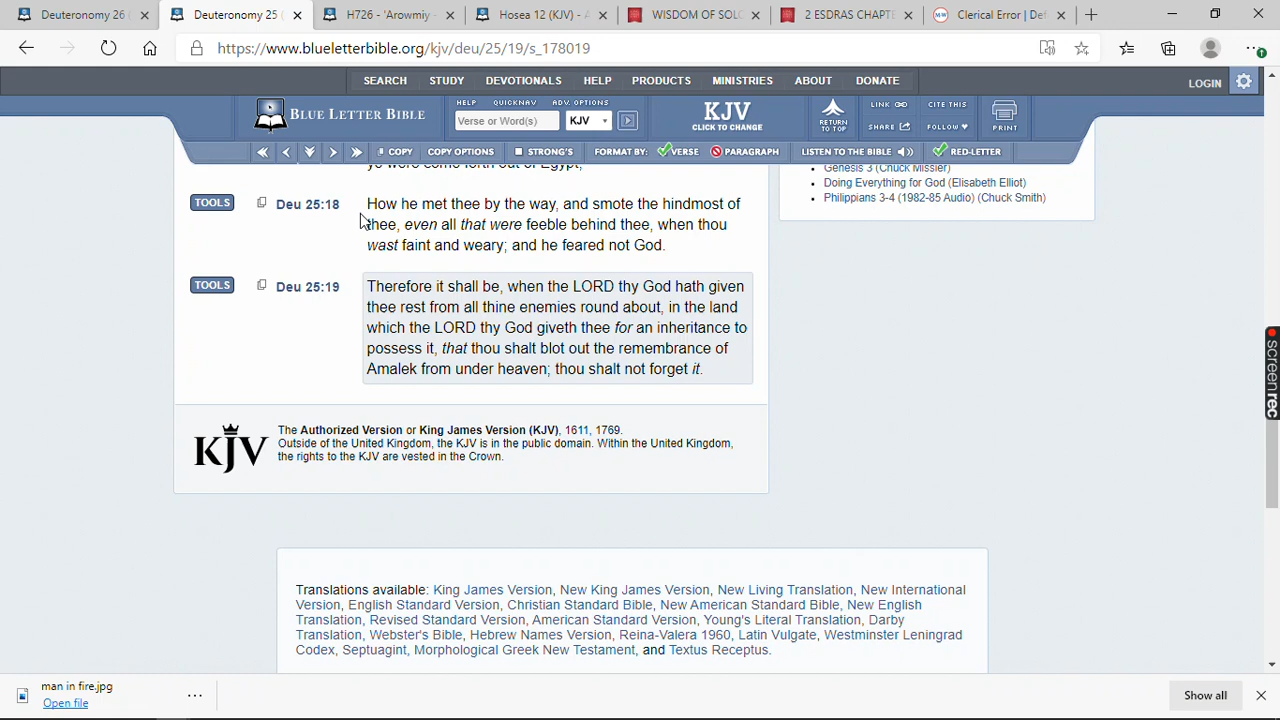 Deuteronomy 26 (
Deuteronomy 25 (
H726 - 'Arowmiy -
Hosea 12 (KJV) - A
WISDOM OF SOLO
2 ESDRAS CHAPTE
Clerical Error | Def
https://www.blueletterbible.org/kjv/deu/25/19/s_178019
SEARCH STUDY DEVOTIONALS HELP PRODUCTS MINISTRIES ABOUT DONATE
LOGIN
HELP QUICKNAV ADV. OPTIONS
BLUE LETTER BIBLE
Verse or Word(s)
KJV
KJV
CLICK TO CHANGE
RETURN TO TOP
LINK CITE THIS
SHARE FOLLOW
PRINT
COPY COPY OPTIONS STRONG'S FORMAT BY: VERSE PARAGRAPH LISTEN TO THE BIBLE RED-LETTER
ye were come forth out of Egypt;
Genesis 3 (Chuck Missler)
Doing Everything for God (Elisabeth Elliot)
Philippians 3-4 (1982-85 Audio) (Chuck Smith)
TOOLS Deu 25:18 How he met thee by the way, and smote the hindmost of
thee, even all that were feeble behind thee, when thou
wast faint and weary; and he feared not God.
TOOLS Deu 25:19 Therefore it shall be, when the LORD thy God hath given
thee rest from all thine enemies round about, in the land
which the LORD thy God giveth thee for an inheritance to
possess it, that thou shalt blot out the remembrance of
Amalek from under heaven; thou shalt not forget it.
KJV
The Authorized Version or King James Version (KJV), 1611, 1769.
Outside of the United Kingdom, the KJV is in the public domain. Within the United Kingdom,
the rights to the KJV are vested in the Crown.
Translations available: King James Version, New King James Version, New Living Translation, New International
Version, English Standard Version, Christian Standard Bible, New American Standard Bible, New English
Translation, Revised Standard Version, American Standard Version, Young's Literal Translation, Darby
Translation, Webster's Bible, Hebrew Names Version, Reina-Valera 1960, Latin Vulgate, Westminster Leningrad
Codex, Septuagint, Morphological Greek New Testament, and Textus Receptus.
screenrec
man in fire.jpg
Open file
Show all